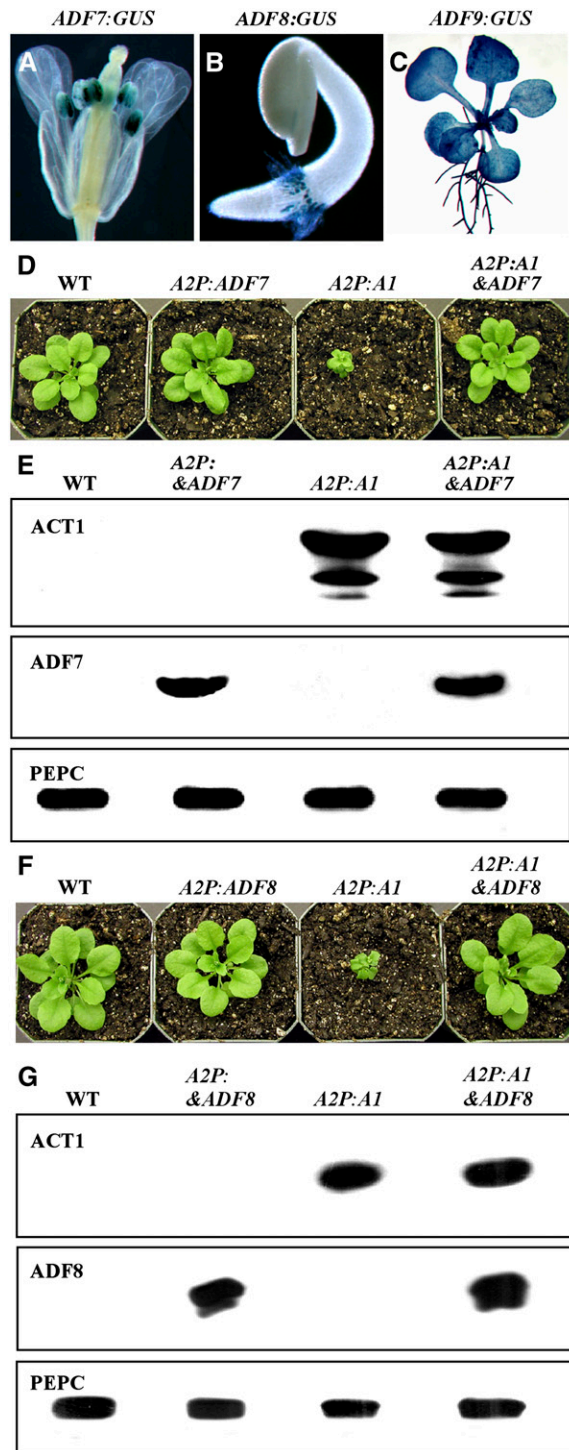 ADF7:GUS ADF8:GUS ADF9:GUS
A B C
D
WT A2P:ADF7 A2P:A1 A2P:A1
&ADF7
E
WT A2P:
&ADF7 A2P:A1 A2P:A1
&ADF7
ACT1
ADF7
PEPC
F
WT A2P:ADF8 A2P:A1 A2P:A1
&ADF8
G
WT A2P:
&ADF8 A2P:A1 A2P:A1
&ADF8
ACT1
ADF8
PEPC